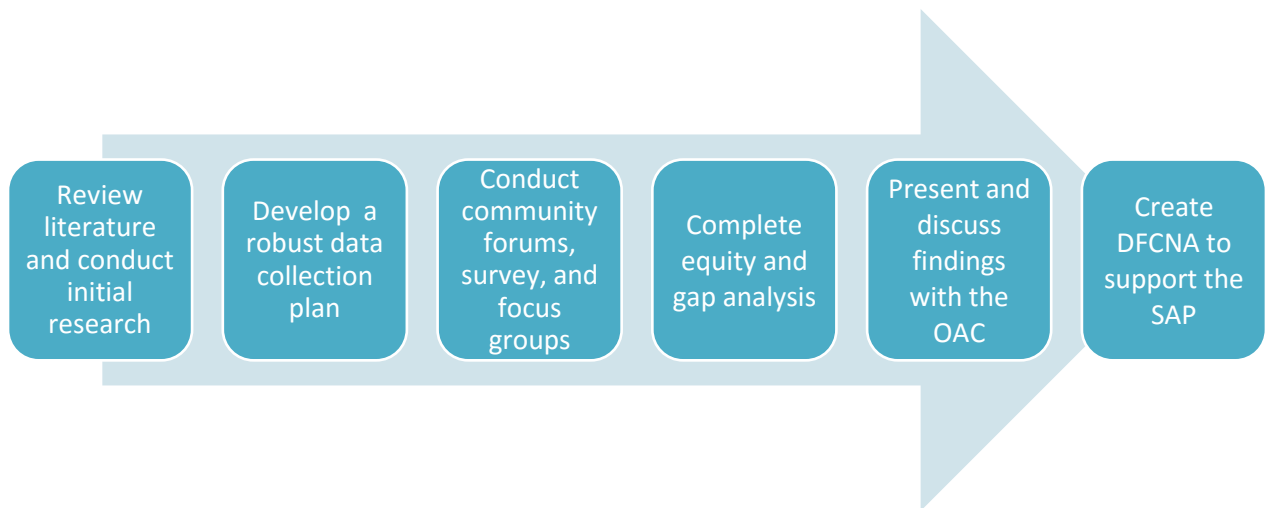 Review
literature
and conduct
initial
research
Develop a
robust data
collection
plan
Conduct
community
forums,
survey, and
focus
groups
Complete
equity and
gap analysis
Present and
discuss
findings
with the
OAC
Create
DFCNA to
support the
SAP